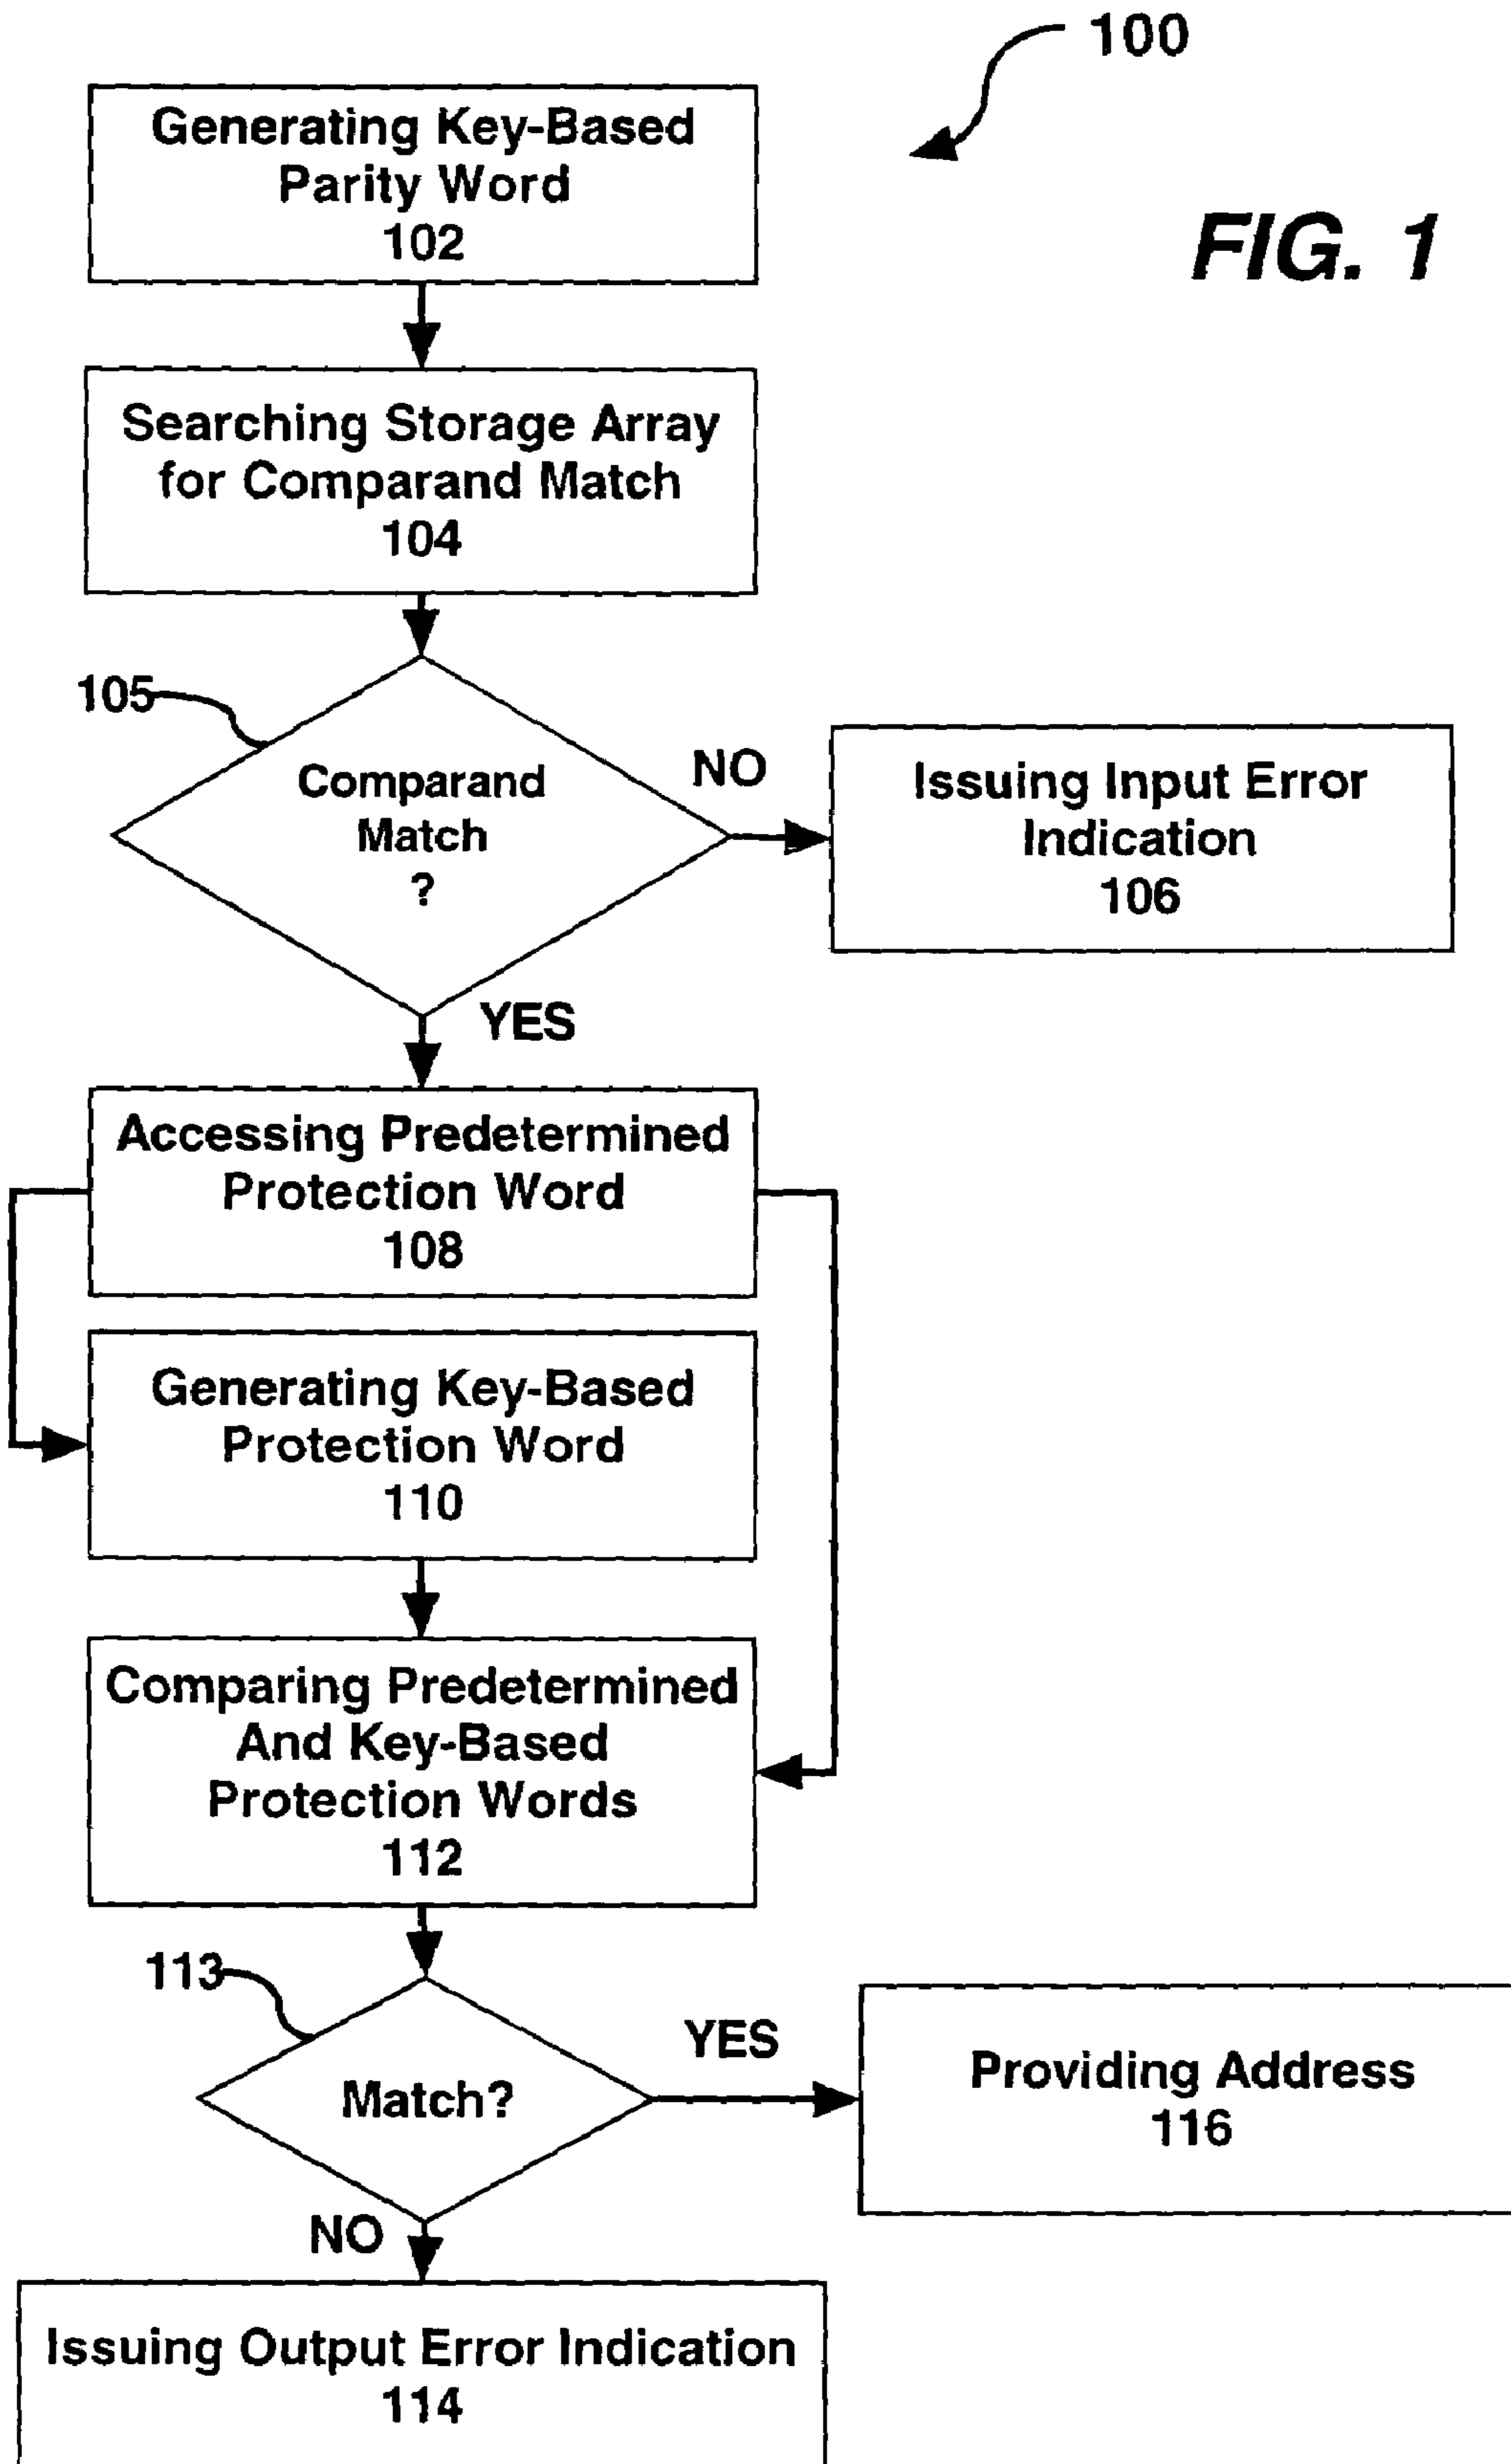 100
FIG. 1
Generating Key-Based
Parity Word
102
Searching Storage Array
for Comparand Match
104
105
Comparand
Match
?
NO
Issuing Input Error
Indication
106
YES
Accessing Predetermined
Protection Word
108
Generating Key-Based
Protection Word
110
Comparing Predetermined
And Key-Based
Protection Words
112
113
Match?
YES
Providing Address
116
NO
Issuing Output Error Indication
114